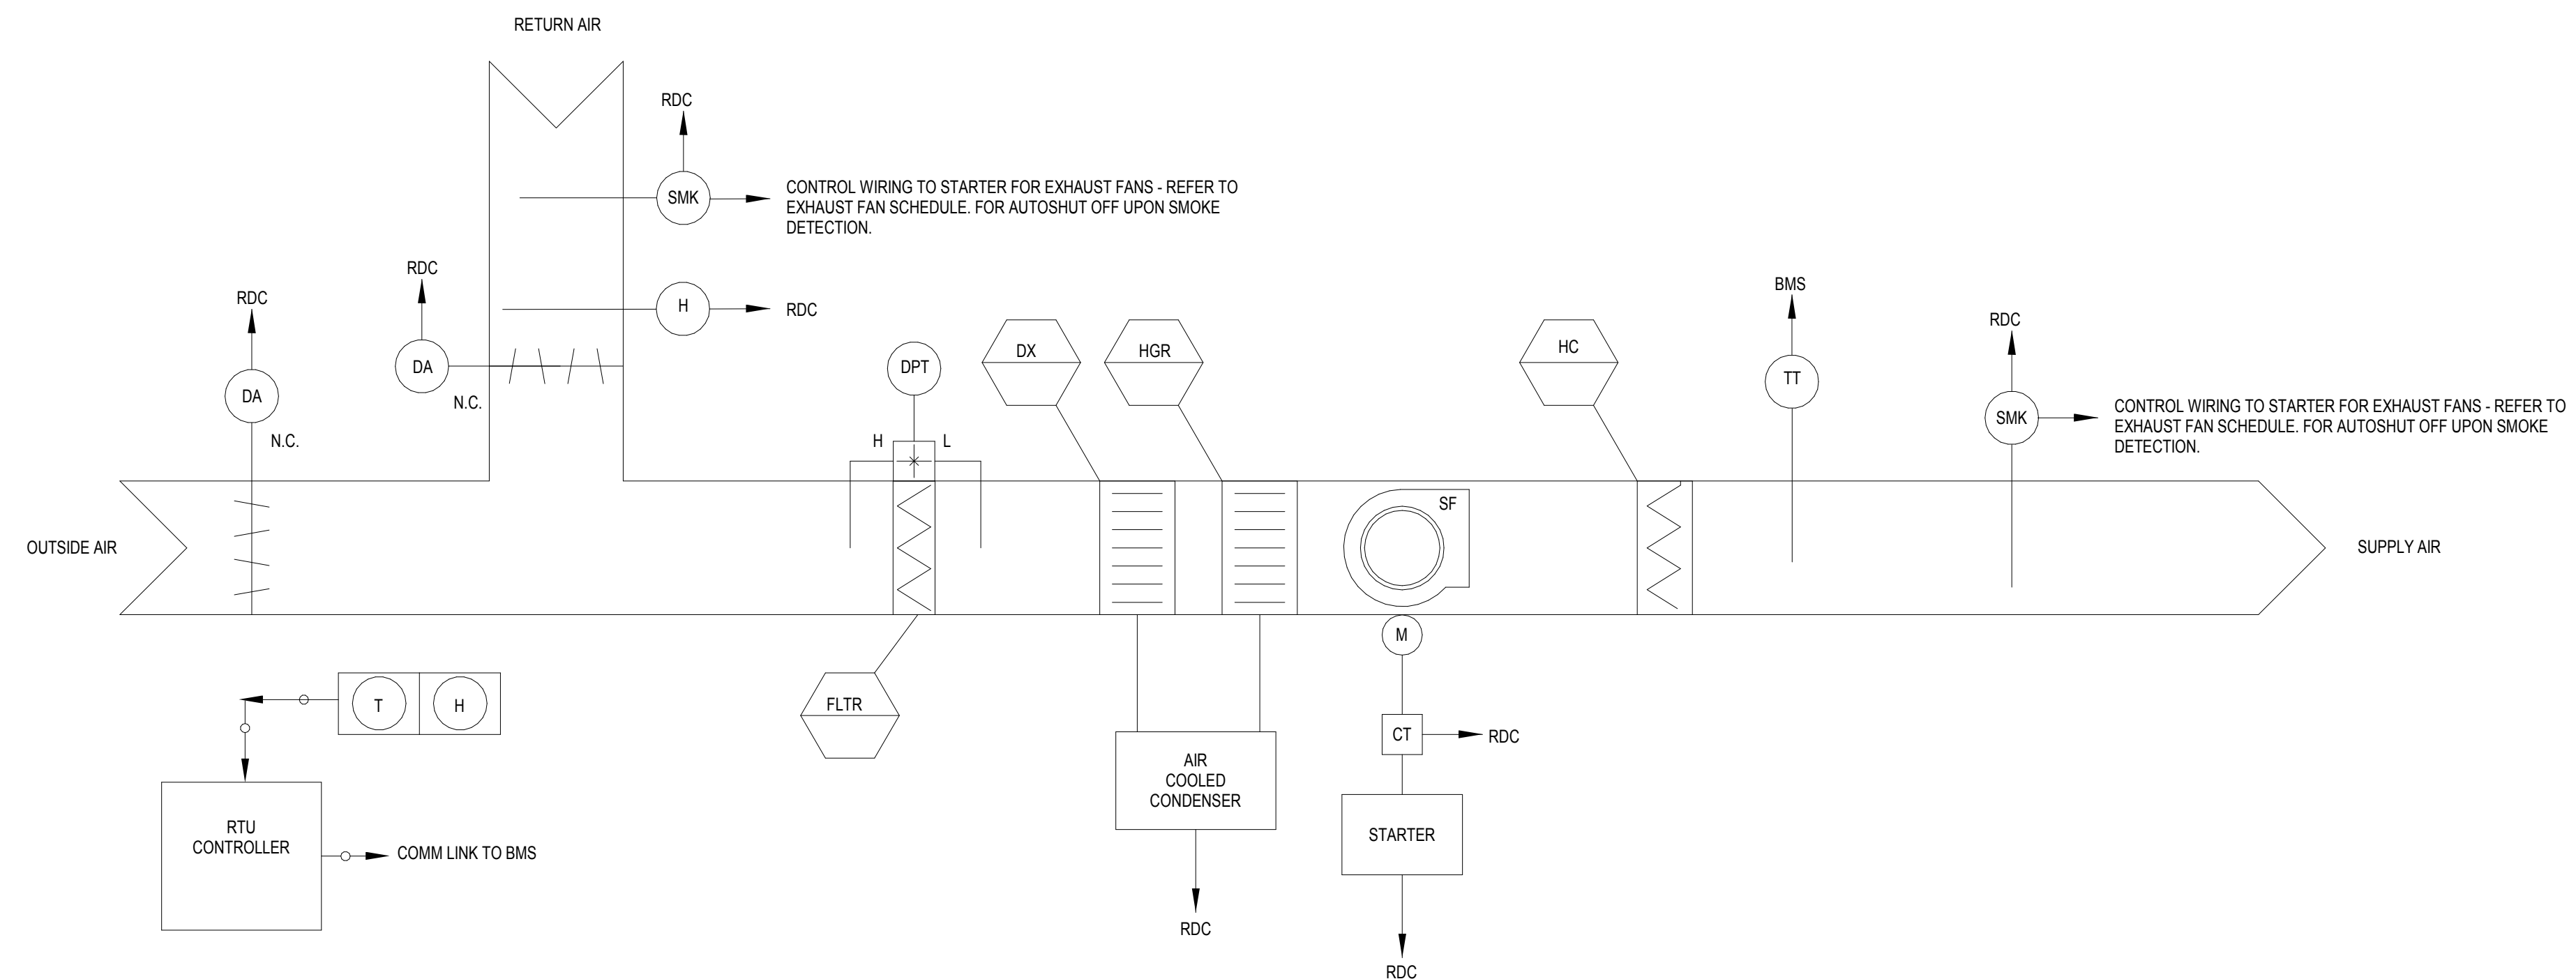 RETURN AIR
RDC
SMK
CONTROL WIRING TO STARTER FOR EXHAUST FANS - REFER TO
EXHAUST FAN SCHEDULE. FOR AUTOSHUT OFF UPON SMOKE
DETECTION.
RDC
DA
N.C.
H
RDC
RDC
DA
N.C.
DPT
H
L
DX
HGR
HC
BMS
TT
RDC
SMK
CONTROL WIRING TO STARTER FOR EXHAUST FANS - REFER TO
EXHAUST FAN SCHEDULE. FOR AUTOSHUT OFF UPON SMOKE
DETECTION.
OUTSIDE AIR
SF
SUPPLY AIR
M
T
H
FLTR
CT
RDC
AIR
COOLED
CONDENSER
STARTER
RTU
CONTROLLER
COMM LINK TO BMS
RDC
RDC